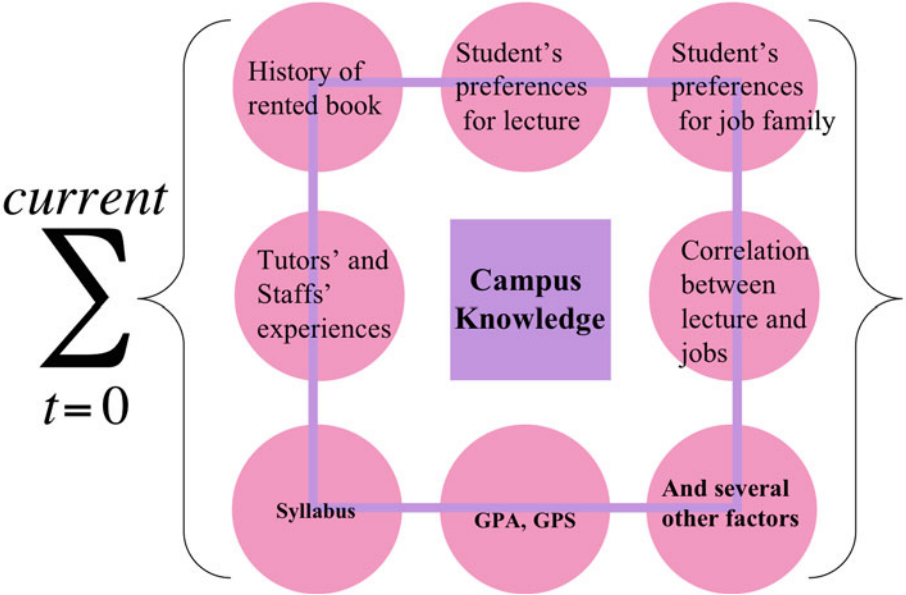 History of
rented book
Student's
preferences
for lecture
Student's
preferences
for job family
current
∑
t=0
Tutors' and
Staffs'
experiences
Campus
Knowledge
Correlation
between
lecture and
jobs
Syllabus
GPA, GPS
And several
other factors